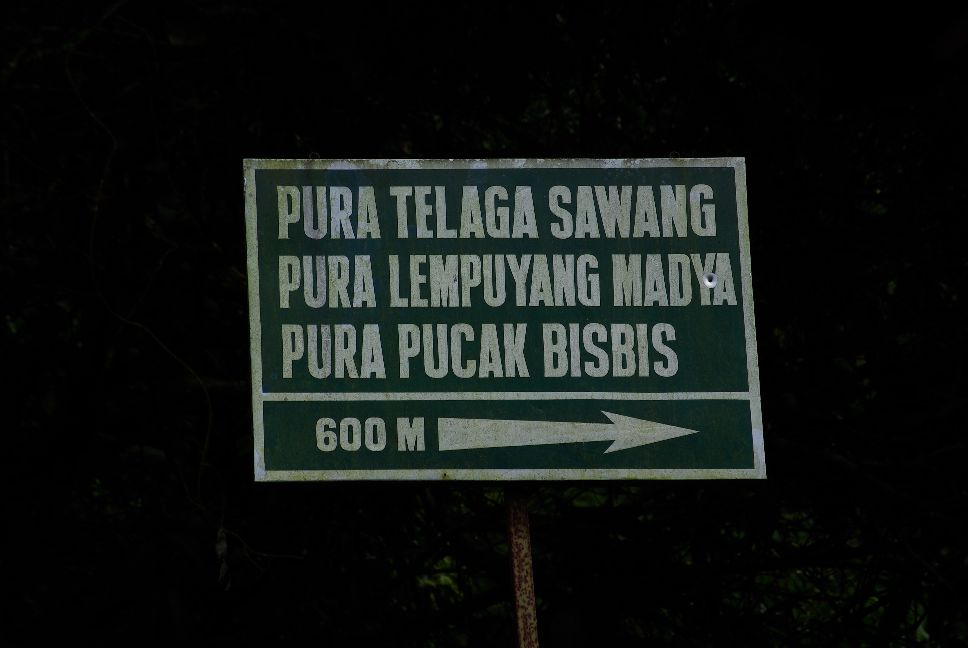 PURA TELAGA SAWANG
PURA LEMPUYANG MADYA
PURA PUCAK BISBIS
600 M